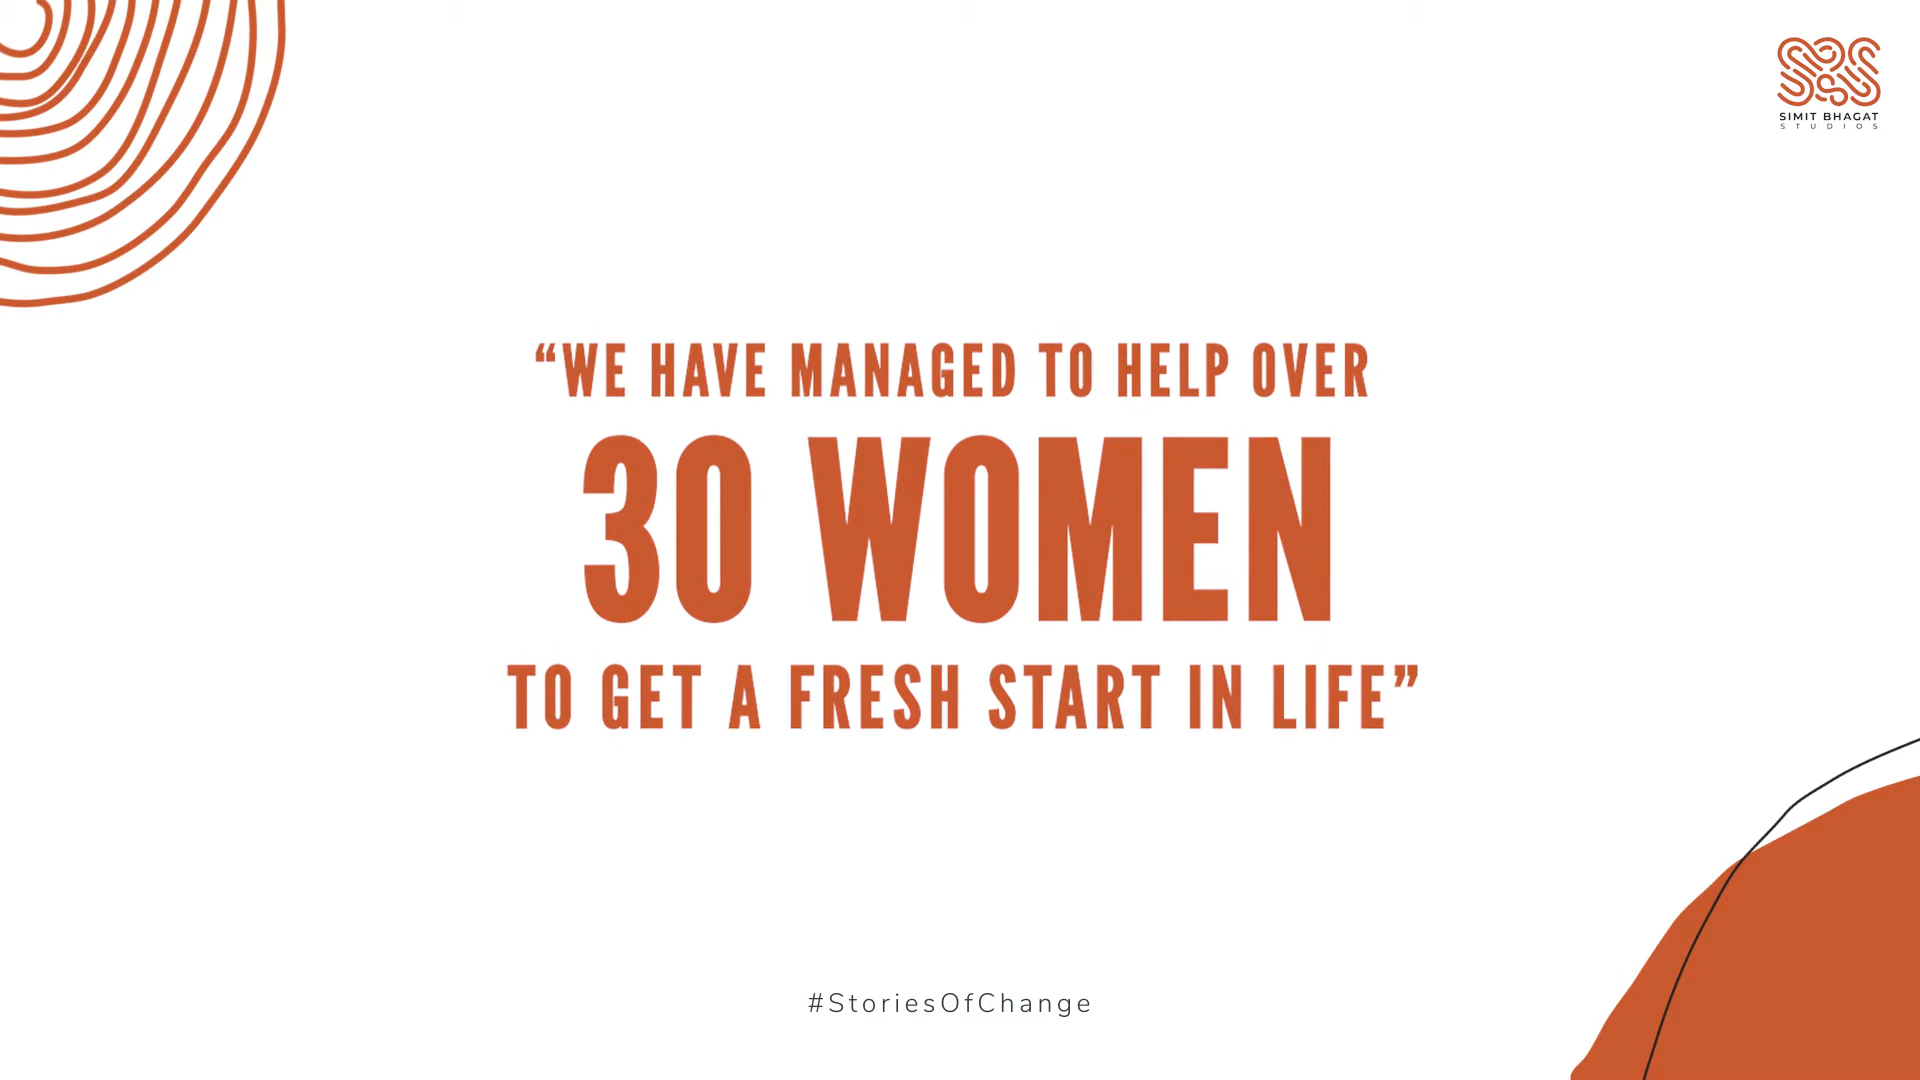 SIMIT BHAGAT
STUDIOS
“WE HAVE MANAGED TO HELP OVER
30 WOMEN
TO GET A FRESH START IN LIFE”
#StoriesOfChange